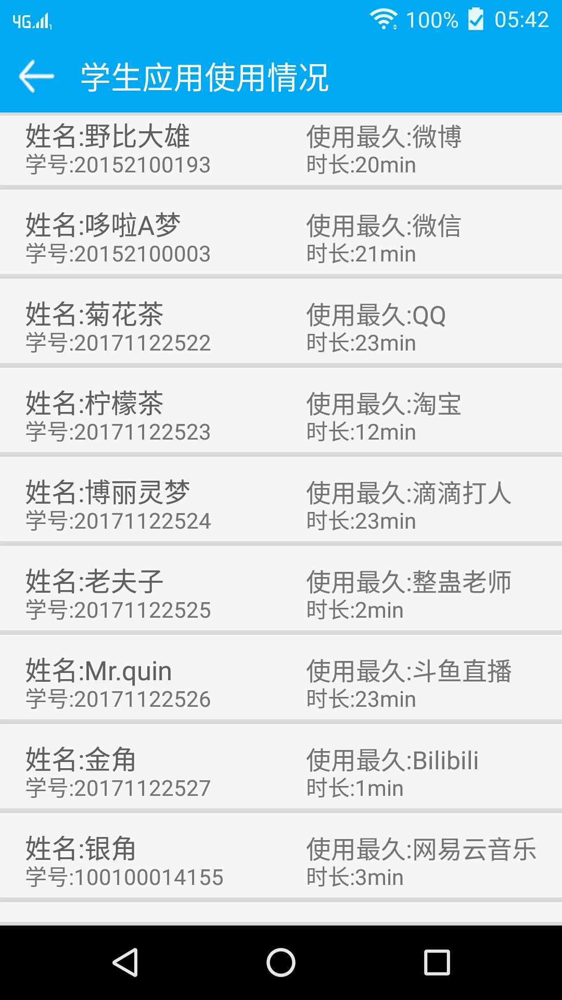 4G 1 100% 05:42
学生应用使用情况
姓名:野比大雄 使用最久:微博
学号:20152100193 时长:20min
姓名:哆啦A梦 使用最久:微信
学号:20152100003 时长:21min
姓名:菊花茶 使用最久:QQ
学号:20171122522 时长:23min
姓名:柠檬茶 使用最久:淘宝
学号:20171122523 时长:12min
姓名:博丽灵梦 使用最久:滴滴打人
学号:20171122524 时长:23min
姓名:老夫子 使用最久:整蛊老师
学号:20171122525 时长:2min
姓名:Mr.quin 使用最久:斗鱼直播
学号:20171122526 时长:23min
姓名:金角 使用最久:Bilibili
学号:20171122527 时长:1min
姓名:银角 使用最久:网易云音乐
学号:100100014155 时长:3min